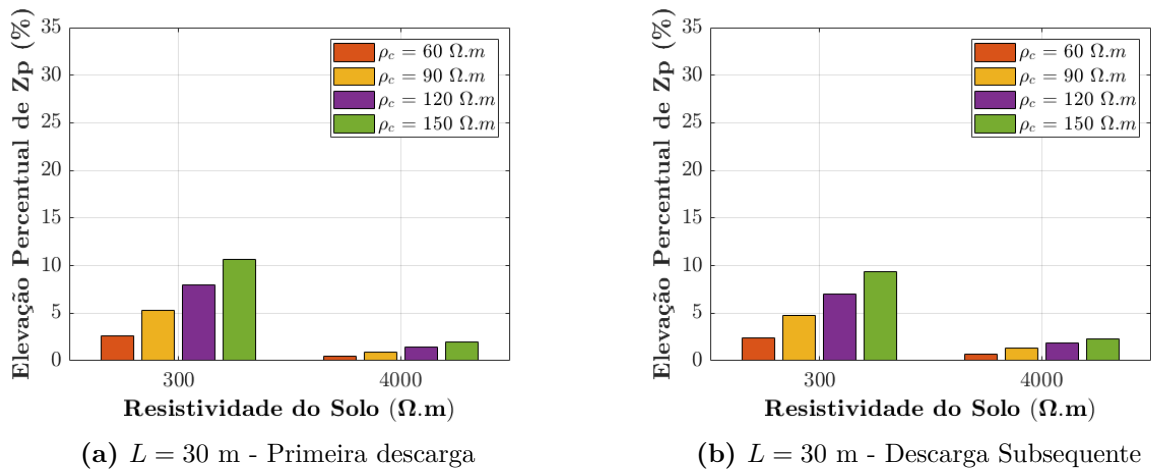 Elevação Percentual de Zp (%)
35
30
25
20
15
10
5
0
ρc = 60 Ω.m
ρc = 90 Ω.m
ρc = 120 Ω.m
ρc = 150 Ω.m
300
4000
Resistividade do Solo (Ω.m)
(a) L = 30 m - Primeira descarga
Elevação Percentual de Zp (%)
35
30
25
20
15
10
5
0
ρc = 60 Ω.m
ρc = 90 Ω.m
ρc = 120 Ω.m
ρc = 150 Ω.m
300
4000
Resistividade do Solo (Ω.m)
(b) L = 30 m - Descarga Subsequente